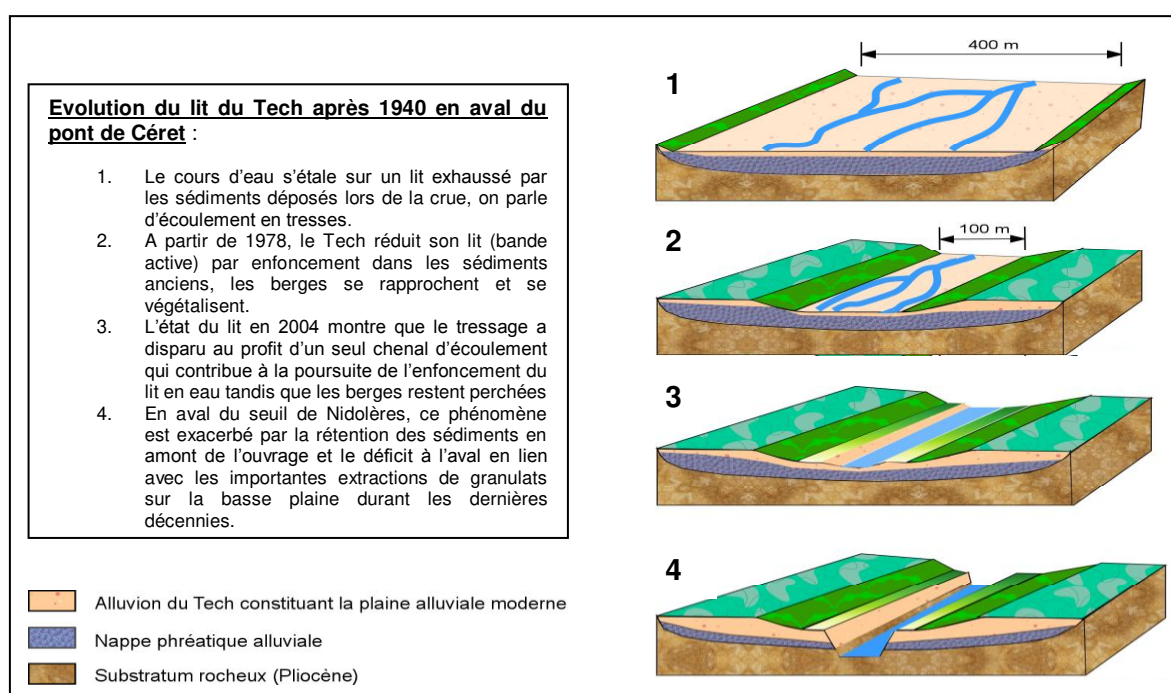 Evolution du lit du Tech après 1940 en aval du
pont de Céret :
1. Le cours d’eau s’étale sur un lit exhaussé par
les sédiments déposés lors de la crue, on parle
d’écoulement en tresses.
2. A partir de 1978, le Tech réduit son lit (bande
active) par enfoncement dans les sédiments
anciens, les berges se rapprochent et se
végétalisent.
3. L’état du lit en 2004 montre que le tressage a
disparu au profit d’un seul chenal d’écoulement
qui contribue à la poursuite de l’enfoncement du
lit en eau tandis que les berges restent perchées
4. En aval du seuil de Nidolères, ce phénomène
est exacerbé par la rétention des sédiments en
amont de l’ouvrage et le déficit à l’aval en lien
avec les importantes extractions de granulats
sur la basse plaine durant les dernières
décennies.
Alluvion du Tech constituant la plaine alluviale moderne
Nappe phréatique alluviale
Substratum rocheux (Pliocène)
1
400 m
2
100 m
3
4